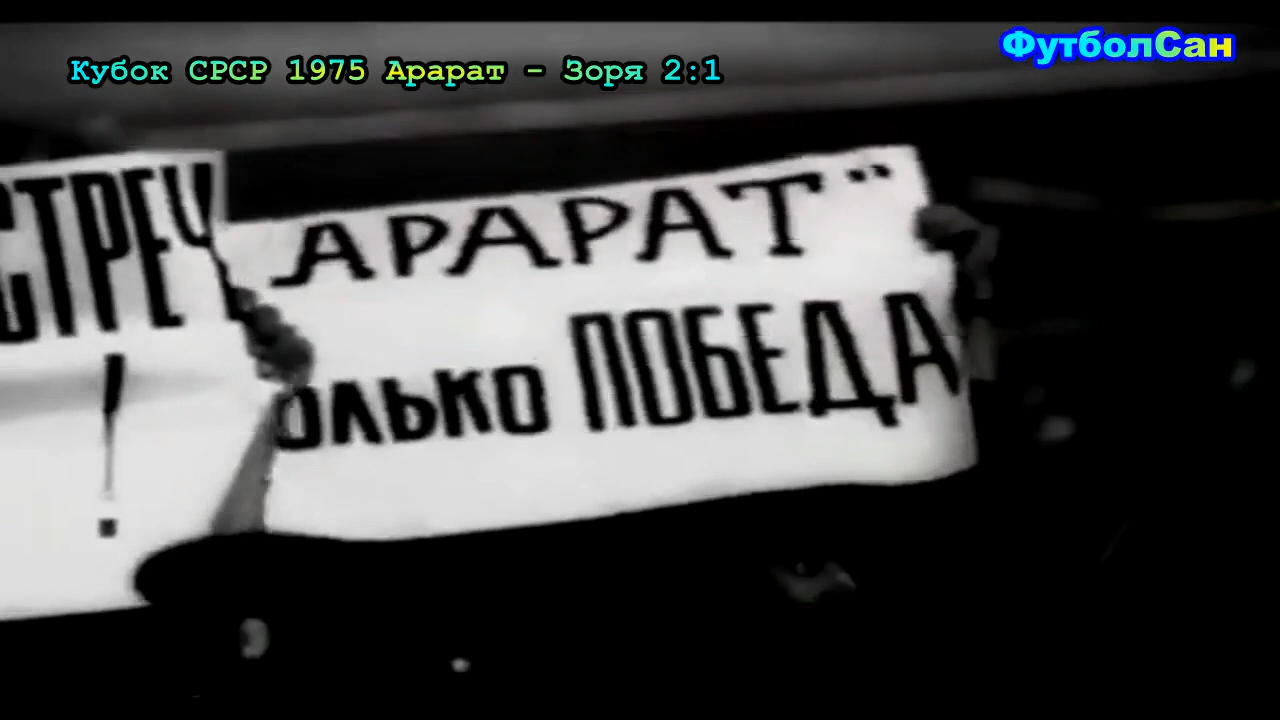 Кубок СРСР 1975 Арарат - Зоря 2:1
ФутболСан
СТРЕЧ
!
АРАРАТ"
олько ПОБЕДА